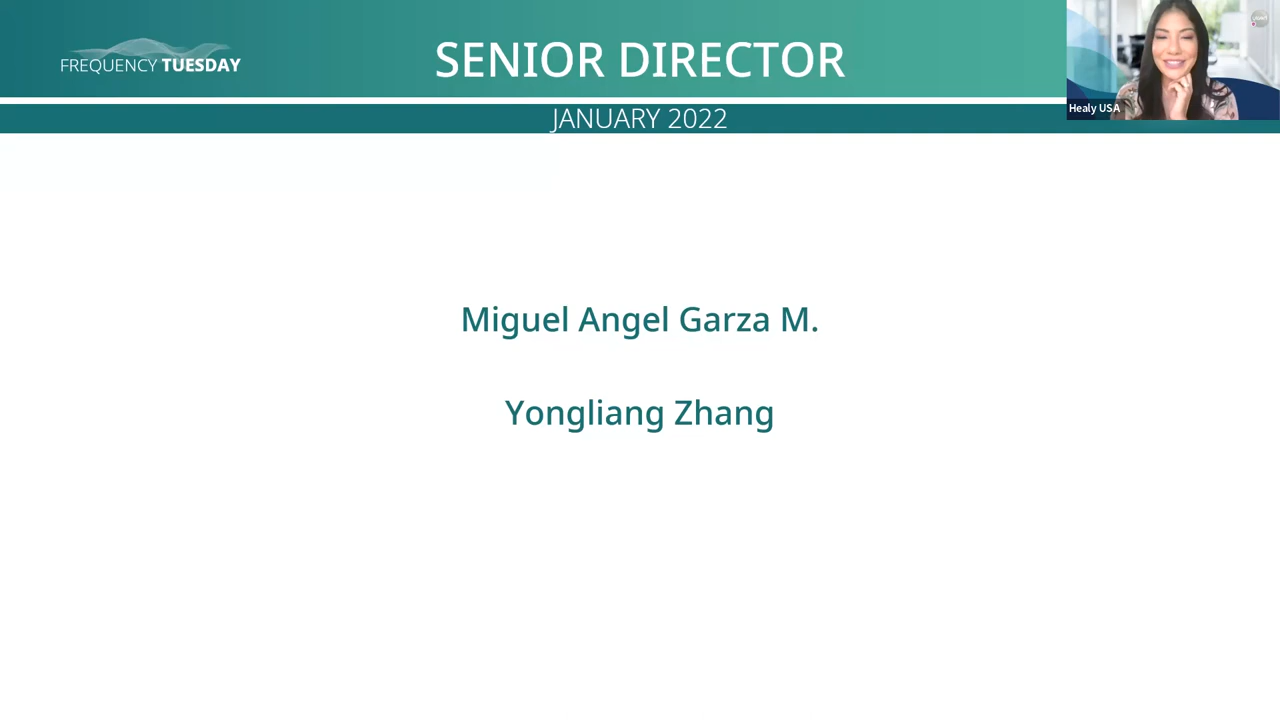 FREQUENCY TUESDAY
SENIOR DIRECTOR
JANUARY 2022
Healy USA
Miguel Angel Garza M.
Yongliang Zhang